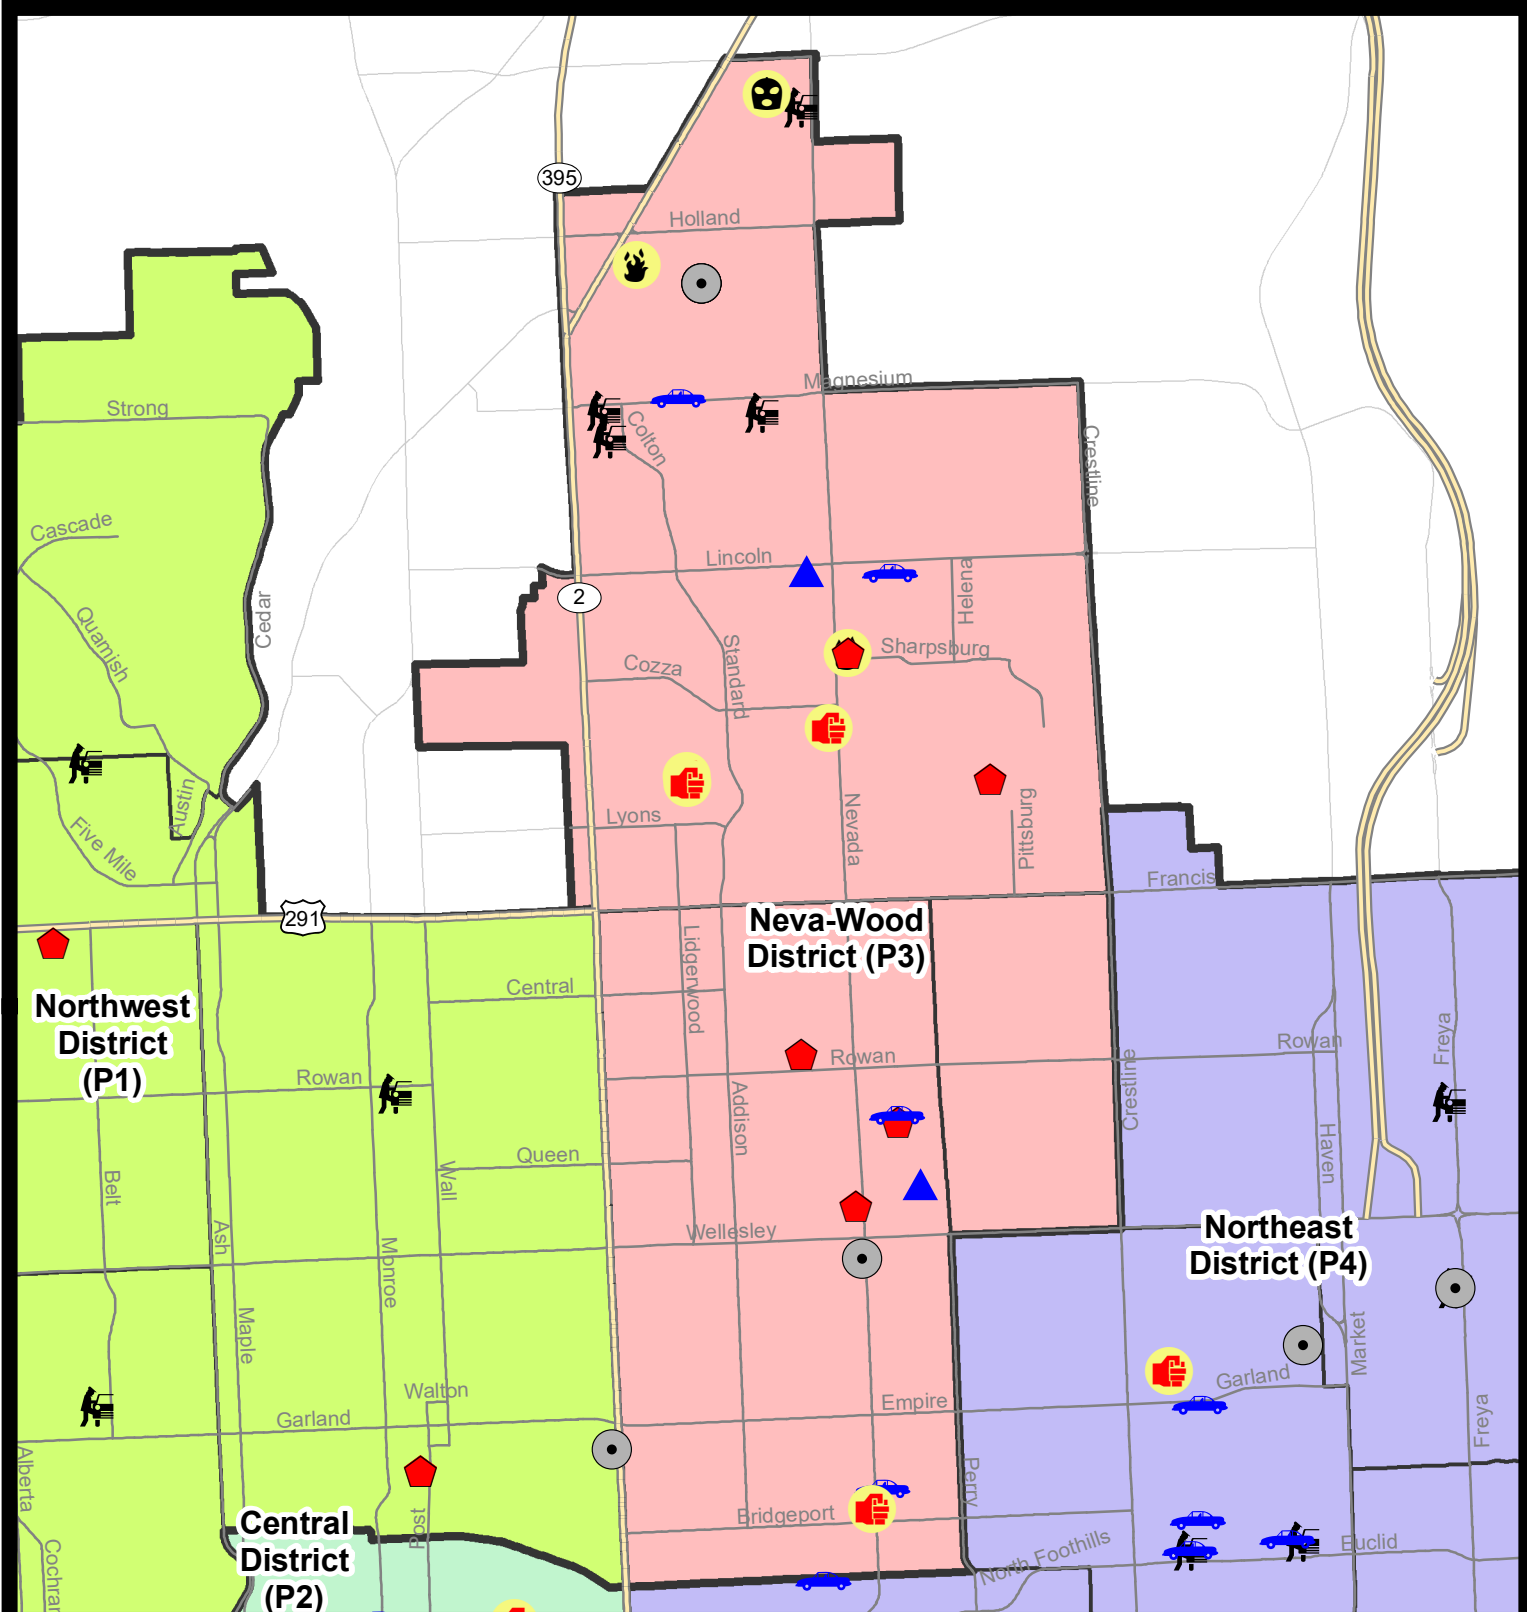 395
Holland
Magnesium
Strong
Colton
Crestline
Cascade
Lincoln
Helena
2
Cedar
Quamish
Sharpsburg
Cozza
Standard
Austin
Nevada
Pittsburg
Lyons
Five Mile
Francis
291
Neva-Wood
District (P3)
Lidgerwood
Central
Northwest
District
(P1)
Rowan
Rowan
Rowan
Freya
Crestline
Addison
Haven
Queen
Wall
Belt
Ash
Wellesley
Northeast
District (P4)
Monroe
Maple
Market
Walton
Garland
Empire
Garland
Freya
Alberta
Perry
Post
Bridgeport
Central
District
(P2)
North Foothills
Euclid
Cochran